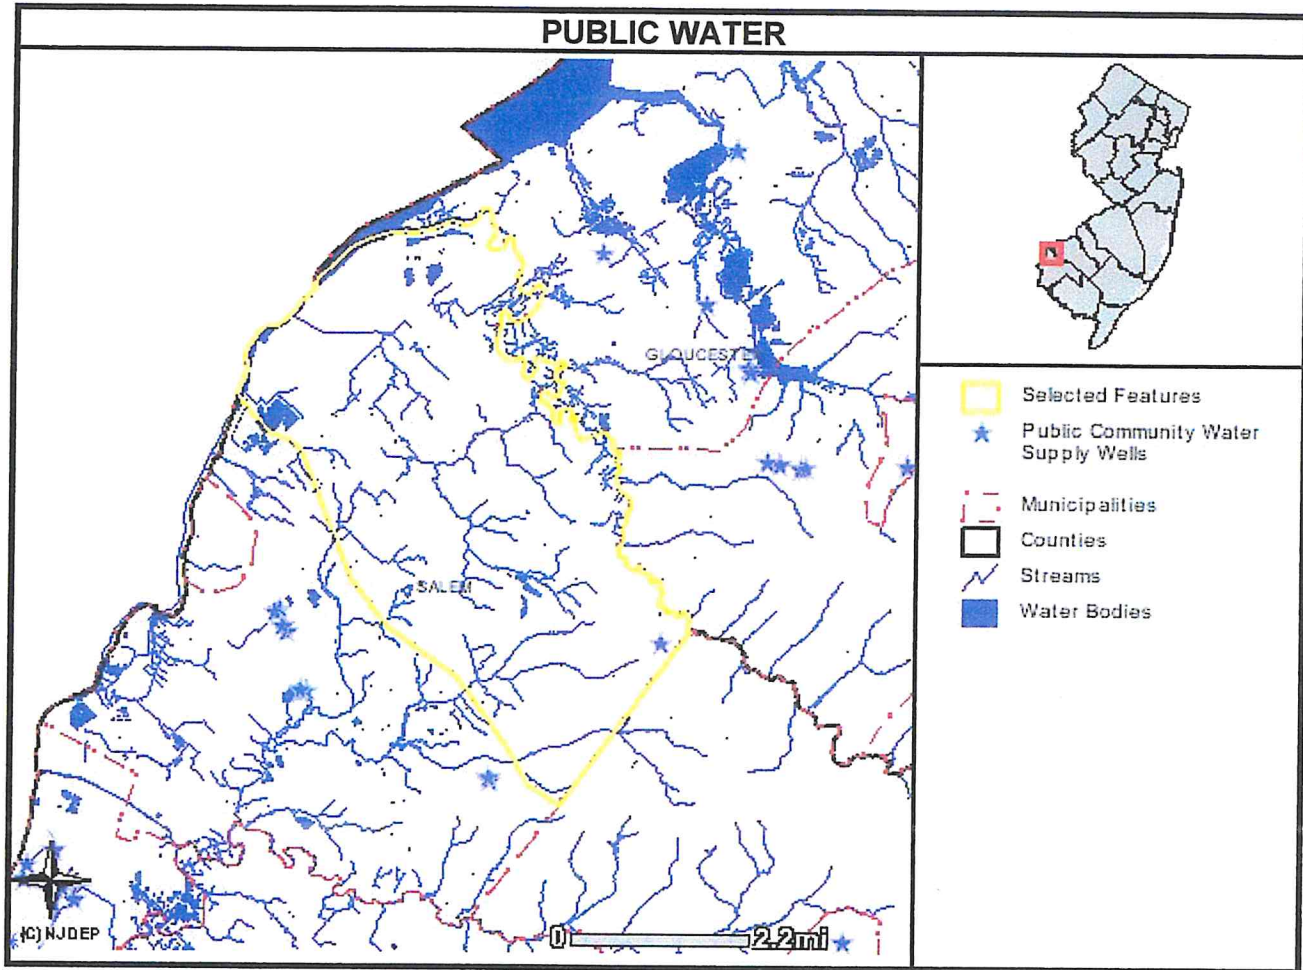 PUBLIC WATER
GLOUCESTER
SALEM
(C) NJDEP
0 2.2mi
Selected Features
Public Community Water
Supply Wells
Municipalities
Counties
Streams
Water Bodies